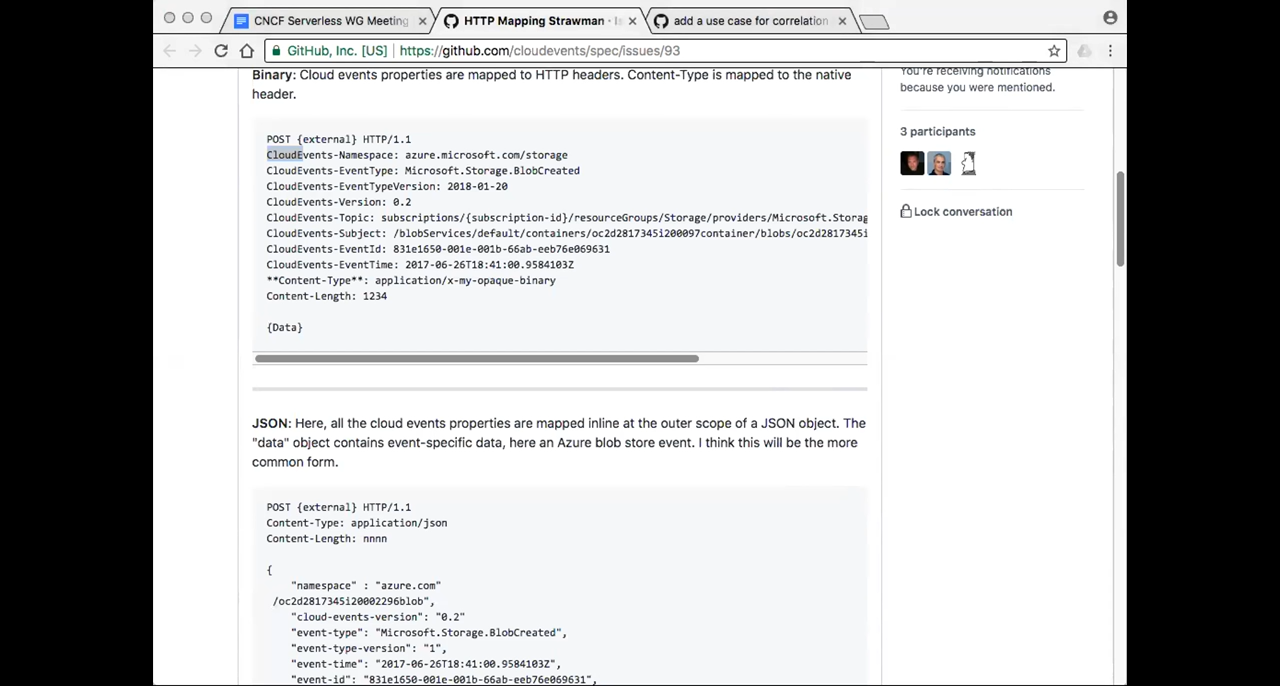 CNCF Serverless WG Meeting
HTTP Mapping Strawman · Is
add a use case for correlation
GitHub, Inc. [US] | https://github.com/cloudevents/spec/issues/93
Binary: Cloud events properties are mapped to HTTP headers. Content-Type is mapped to the native
header.
POST {external} HTTP/1.1
CloudEvents-Namespace: azure.microsoft.com/storage
CloudEvents-EventType: Microsoft.Storage.BlobCreated
CloudEvents-EventTypeVersion: 2018-01-20
CloudEvents-Version: 0.2
CloudEvents-Topic: subscriptions/{subscription-id}/resourceGroups/Storage/providers/Microsoft.Storag
CloudEvents-Subject: /blobServices/default/containers/oc2d2817345i200097container/blobs/oc2d2817345i
CloudEvents-EventId: 831e1650-001e-001b-66ab-eeb76e069631
CloudEvents-EventTime: 2017-06-26T18:41:00.9584103Z
**Content-Type**: application/x-my-opaque-binary
Content-Length: 1234
{Data}
JSON: Here, all the cloud events properties are mapped inline at the outer scope of a JSON object. The
"data" object contains event-specific data, here an Azure blob store event. I think this will be the more
common form.
POST {external} HTTP/1.1
Content-Type: application/json
Content-Length: nnnn
{
"namespace" : "azure.com"
/oc2d2817345i20002296blob",
"cloud-events-version": "0.2"
"event-type": "Microsoft.Storage.BlobCreated",
"event-type-version": "1",
"event-time": "2017-06-26T18:41:00.9584103Z",
"event-id": "831e1650-001e-001b-66ab-eeb76e069631",
You're receiving notifications
because you were mentioned.
3 participants
Lock conversation